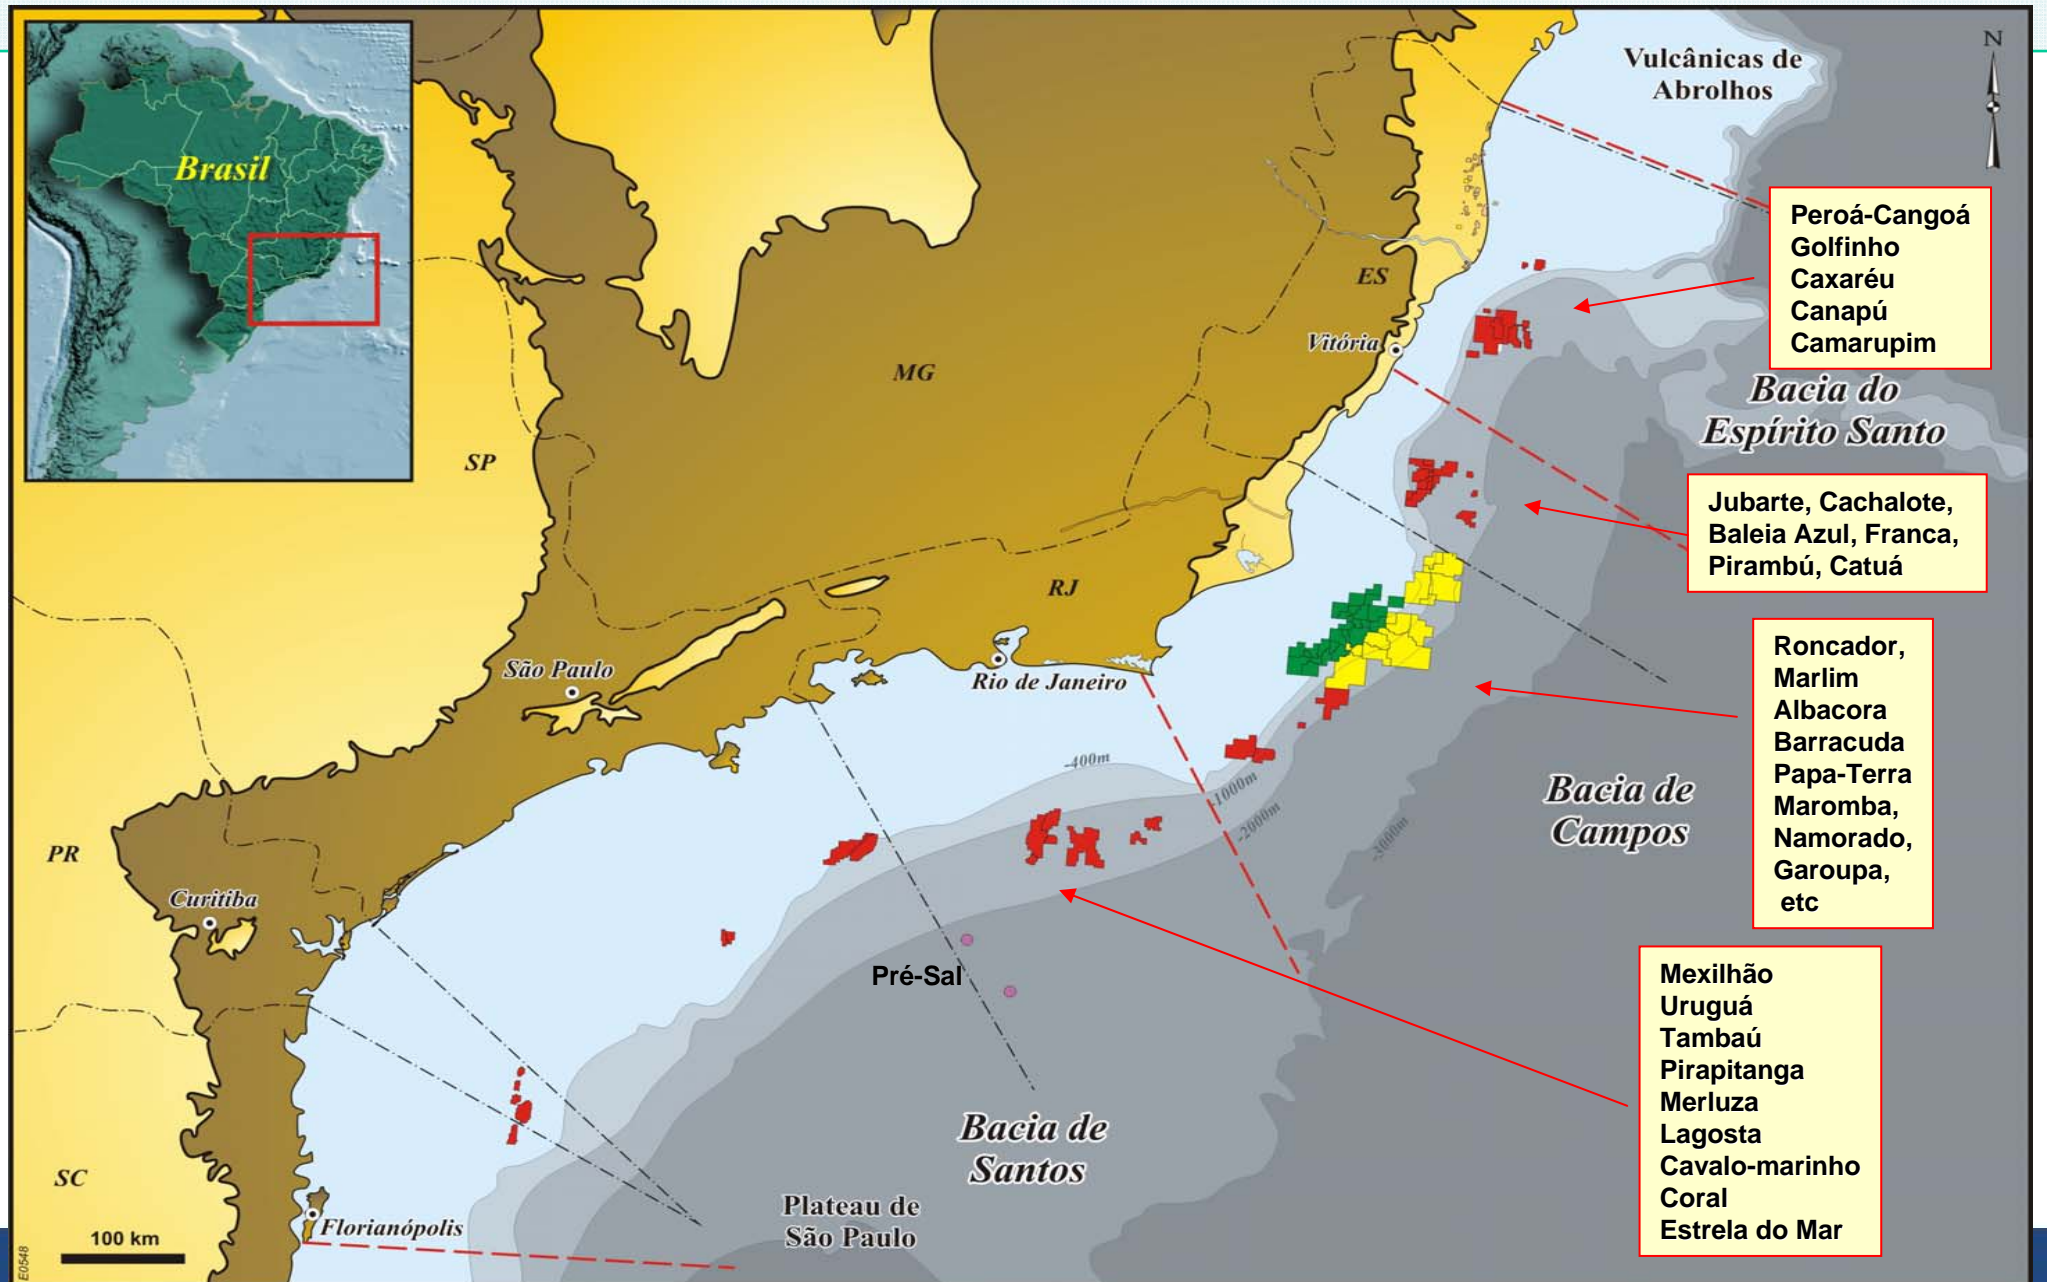 Brasil
N
Vulcânicas de
Abrolhos
Peroá-Cangoá
Golfinho
Caxaréu
Canapú
Camarupim
ES
Vitória
MG
Bacia do
Espírito Santo
SP
Jubarte, Cachalote,
Baleia Azul, Franca,
Pirambú, Catuá
RJ
São Paulo
Rio de Janeiro
Roncador,
Marlim
Albacora
Barracuda
Papa-Terra
Maromba,
Namorado,
Garoupa,
etc
-400m
-1000m
-2000m
-3000m
Bacia de
Campos
PR
Curitiba
Pré-Sal
Mexilhão
Uruguá
Tambaú
Pirapitanga
Merluza
Lagosta
Cavalo-marinho
Coral
Estrela do Mar
Bacia de
Santos
SC
Plateau de
São Paulo
Florianópolis
100 km
E0548